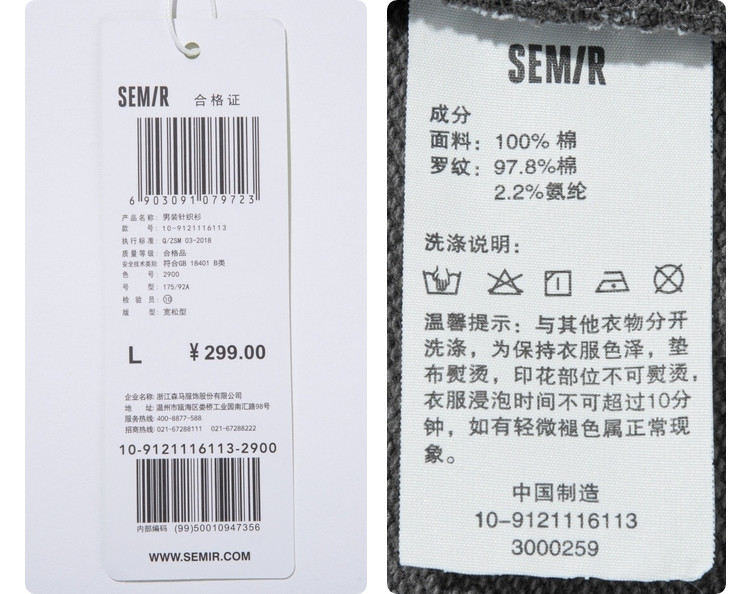 SEMIR 合格证
6 903091 079723
产品名称: 男装针织衫
款 号: 10-9121116113
执行标准: Q/ZSM 03-2018
质量等级: 合格品
安全技术类别: 符合GB 18401 B类
色 号: 2900
号 型: 175/92A
检 验 员: ⑩
版 型: 宽松型
L ¥ 299.00
企业名称: 浙江森马服饰股份有限公司
地 址: 温州市瓯海区娄桥工业园南汇路98号
服务热线: 400-8877-588
招商热线: 021-67288111 021-67288222
10-9121116113-2900
内部编码 (99)50010947356
WWW.SEMIR.COM
SEMIR
成分
面料: 100% 棉
罗纹: 97.8%棉
2.2%氨纶
洗涤说明:
温馨提示: 与其他衣物分开
洗涤，为保持衣服色泽，垫
布熨烫，印花部位不可熨烫，
衣服浸泡时间不可超过10分
钟，如有轻微褪色属正常现
象。
中国制造
10-9121116113
3000259